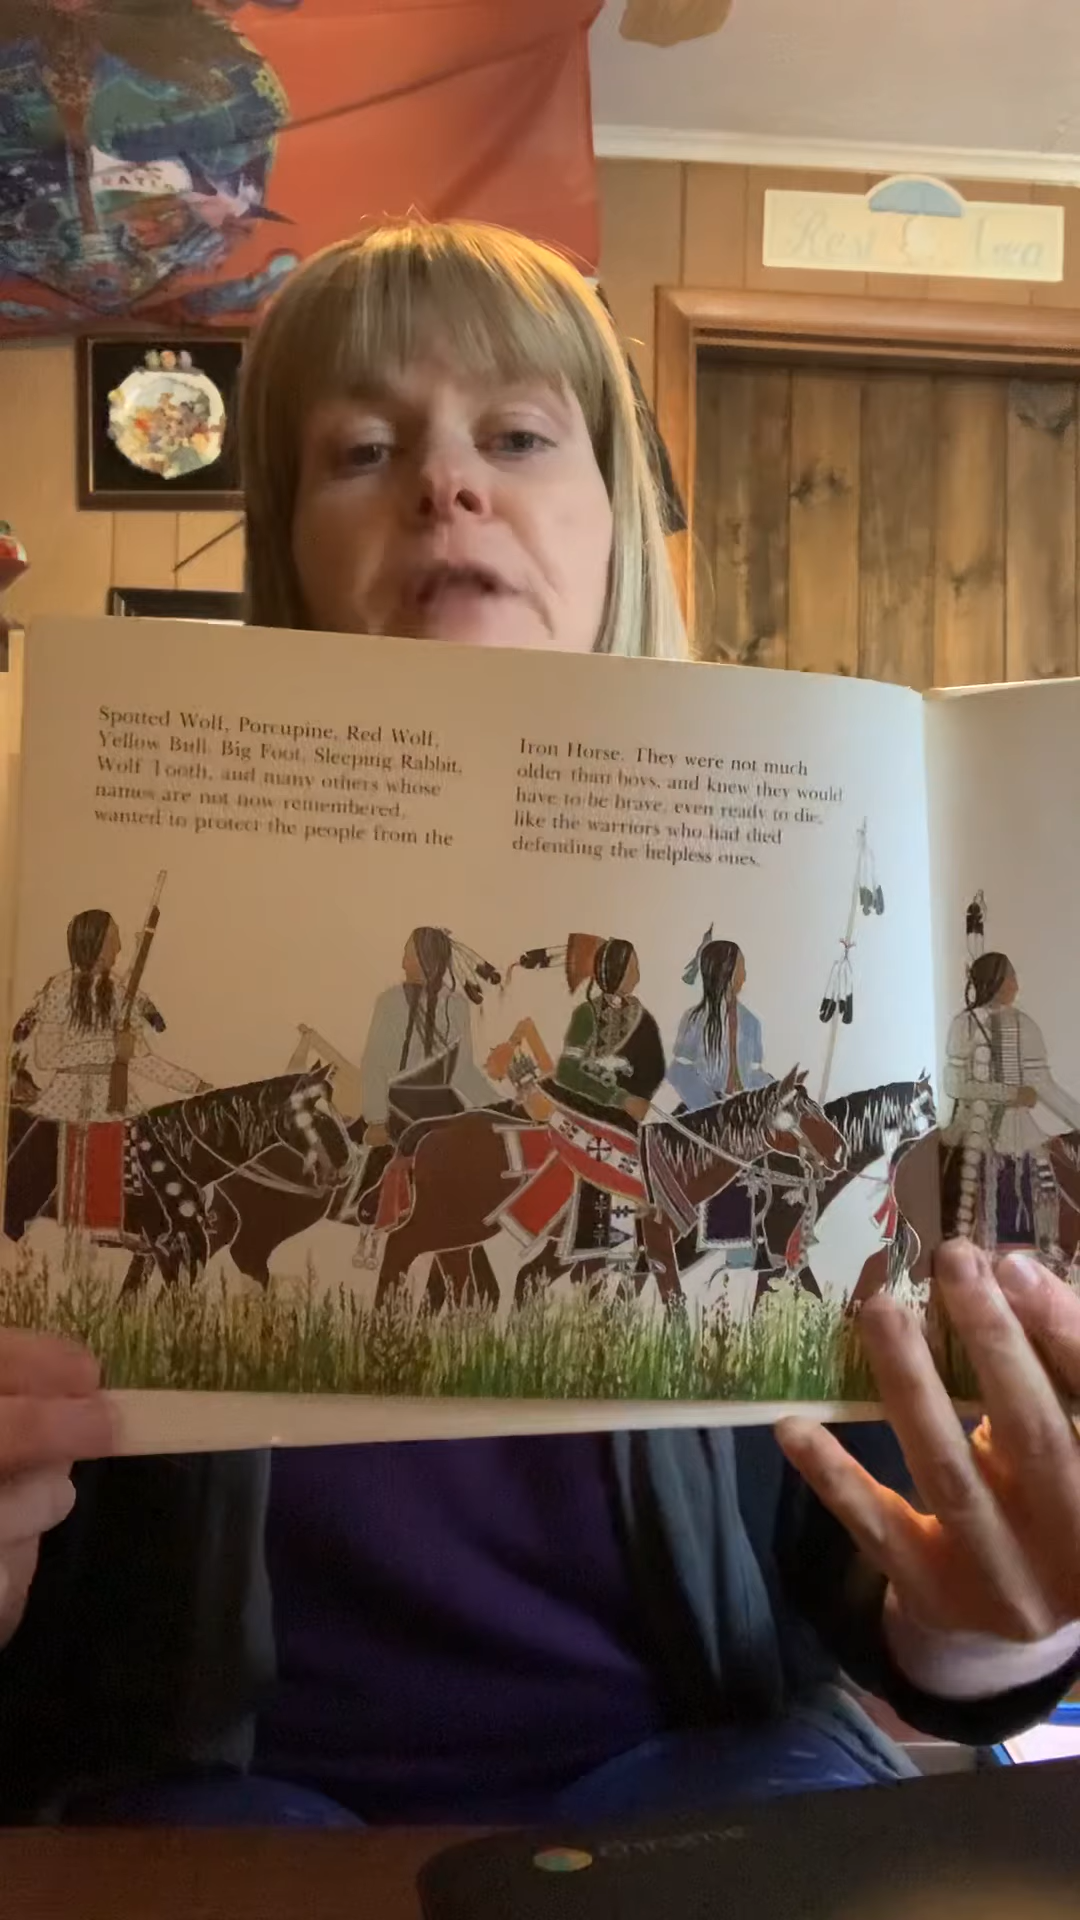 Rest Area
Spotted Wolf, Porcupine, Red Wolf,
Yellow Bull, Big Foot, Sleeping Rabbit,
Wolf Tooth, and many others whose
names are not now remembered,
wanted to protect the people from the
Iron Horse. They were not much
older than boys, and knew they would
have to be brave, even ready to die,
like the warriors who had died
defending the helpless ones.
chrome